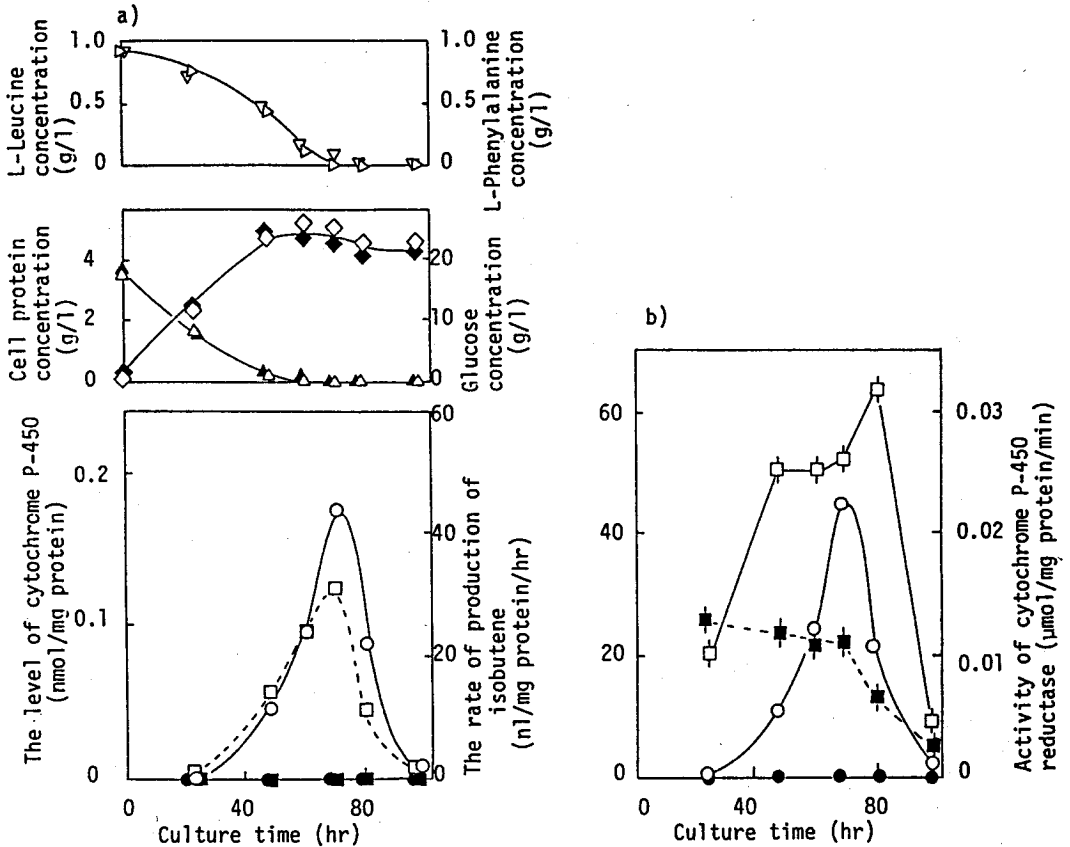 a)
1.0
0.5
0
L-Leucine
concentration
(g/l)
1.0
0.5
0
L-Phenylalanine
concentration
(g/l)
4
2
0
Cell protein
concentration
(g/l)
20
10
0
Glucose
concentration
(g/l)
0.2
0.1
0
The level of cytochrome P-450
(nmol/mg protein)
60
40
20
0
The rate of production of
isobutene
(nl/mg protein/hr)
0
40
80
Culture time (hr)
b)
60
40
20
0
0.03
0.02
0.01
0
Activity of cytochrome P-450
reductase (μmol/mg protein/min)
0
40
80
Culture time (hr)